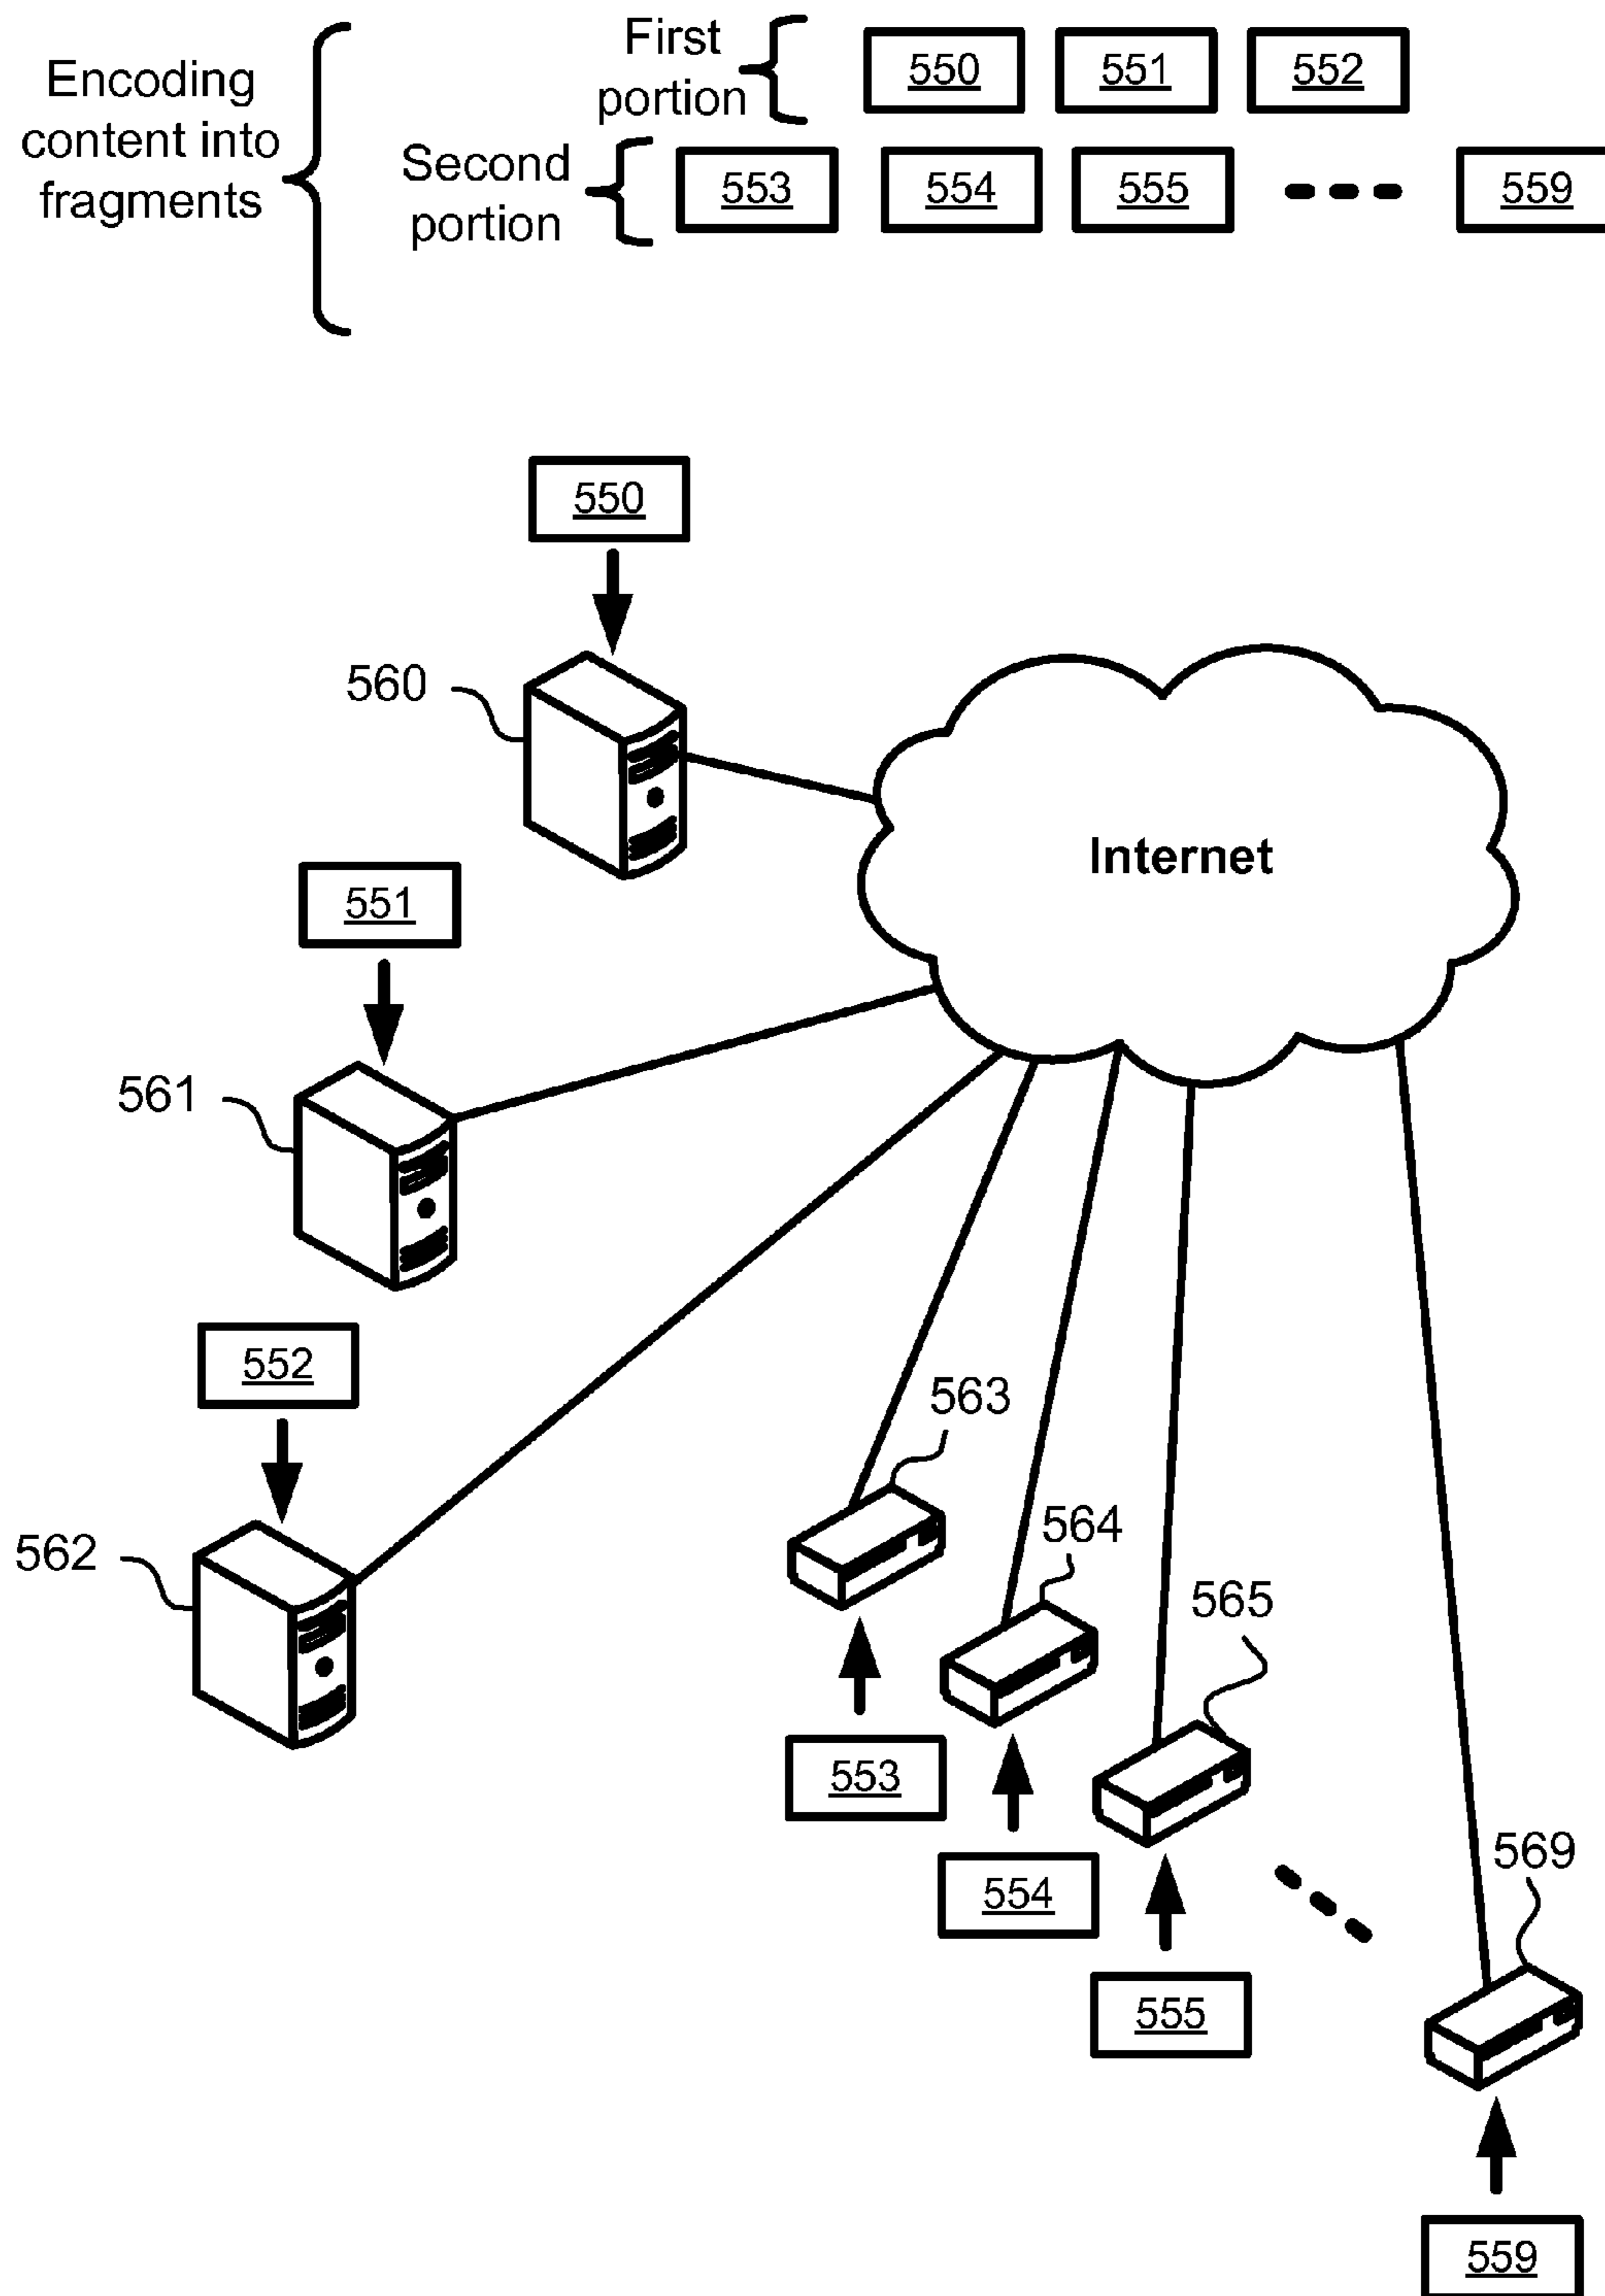 Encoding
content into
fragments
First
portion
550 551 552
Second
portion
553 554 555 559
550
560
Internet
551
561
552
562
563
564
565
553
554
569
555
559